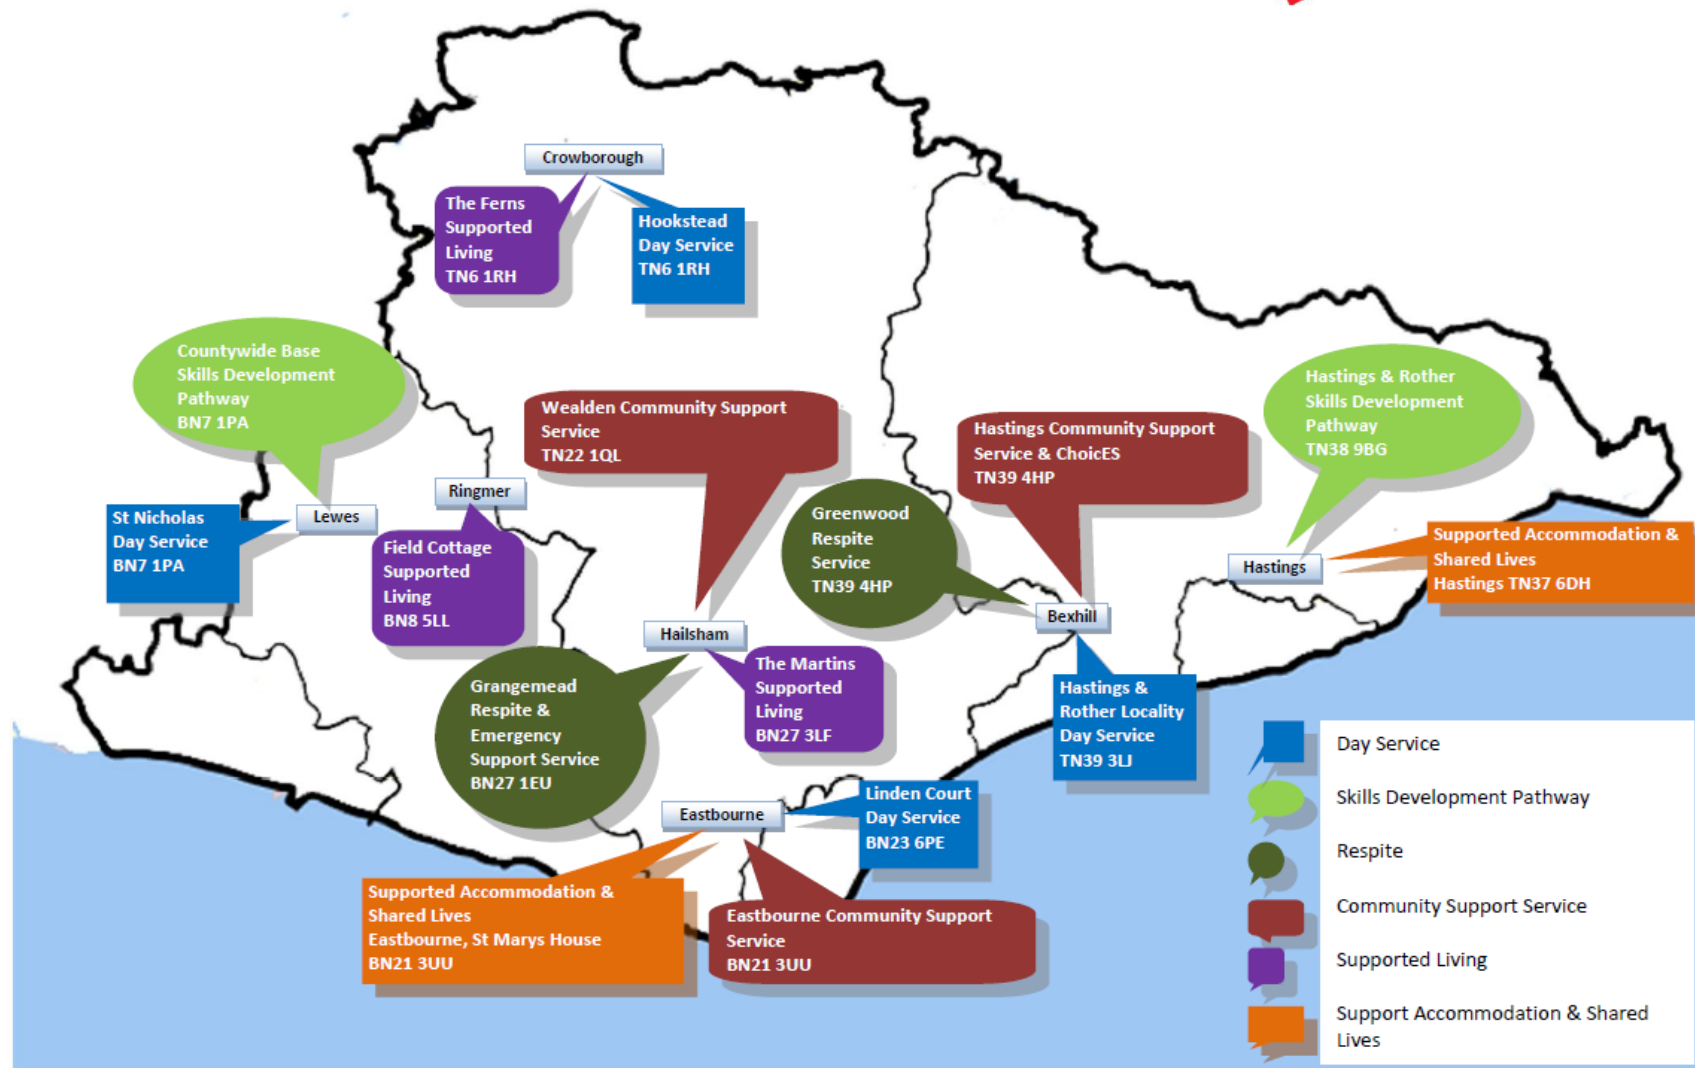 Crowborough
The Ferns
Supported
Living
TN6 1RH
Hookstead
Day Service
TN6 1RH
Countywide Base
Skills Development
Pathway
BN7 1PA
Wealden Community Support
Service
TN22 1QL
Hastings Community Support
Service & ChoicES
TN39 4HP
Hastings & Rother
Skills Development
Pathway
TN38 9BG
Ringmer
Lewes
St Nicholas
Day Service
BN7 1PA
Field Cottage
Supported
Living
BN8 5LL
Greenwood
Respite
Service
TN39 4HP
Hastings
Supported Accommodation &
Shared Lives
Hastings TN37 6DH
Bexhill
Hailsham
Grangemead
Respite &
Emergency
Support Service
BN27 1EU
The Martins
Supported
Living
BN27 3LF
Hastings &
Rother Locality
Day Service
TN39 3LJ
Eastbourne
Linden Court
Day Service
BN23 6PE
Supported Accommodation &
Shared Lives
Eastbourne, St Marys House
BN21 3UU
Eastbourne Community Support
Service
BN21 3UU
Day Service
Skills Development Pathway
Respite
Community Support Service
Supported Living
Support Accommodation & Shared
Lives